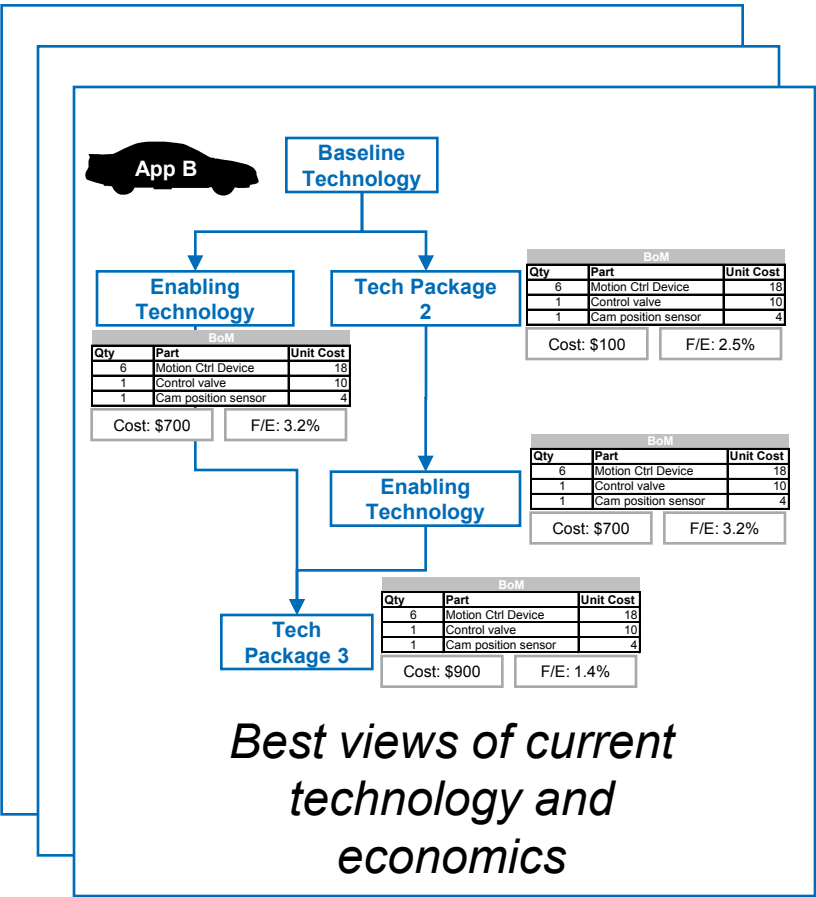 App B
Baseline
Technology
Enabling
Technology
Tech Package
2
BoM
Qty Part Unit Cost
6 Motion Ctrl Device 18
1 Control valve 10
1 Cam position sensor 4
Cost: $100 F/E: 2.5%
BoM
Qty Part Unit Cost
6 Motion Ctrl Device 18
1 Control valve 10
1 Cam position sensor 4
Cost: $700 F/E: 3.2%
Enabling
Technology
BoM
Qty Part Unit Cost
6 Motion Ctrl Device 18
1 Control valve 10
1 Cam position sensor 4
Cost: $700 F/E: 3.2%
Tech
Package 3
BoM
Qty Part Unit Cost
6 Motion Ctrl Device 18
1 Control valve 10
1 Cam position sensor 4
Cost: $900 F/E: 1.4%
Best views of current
technology and
economics